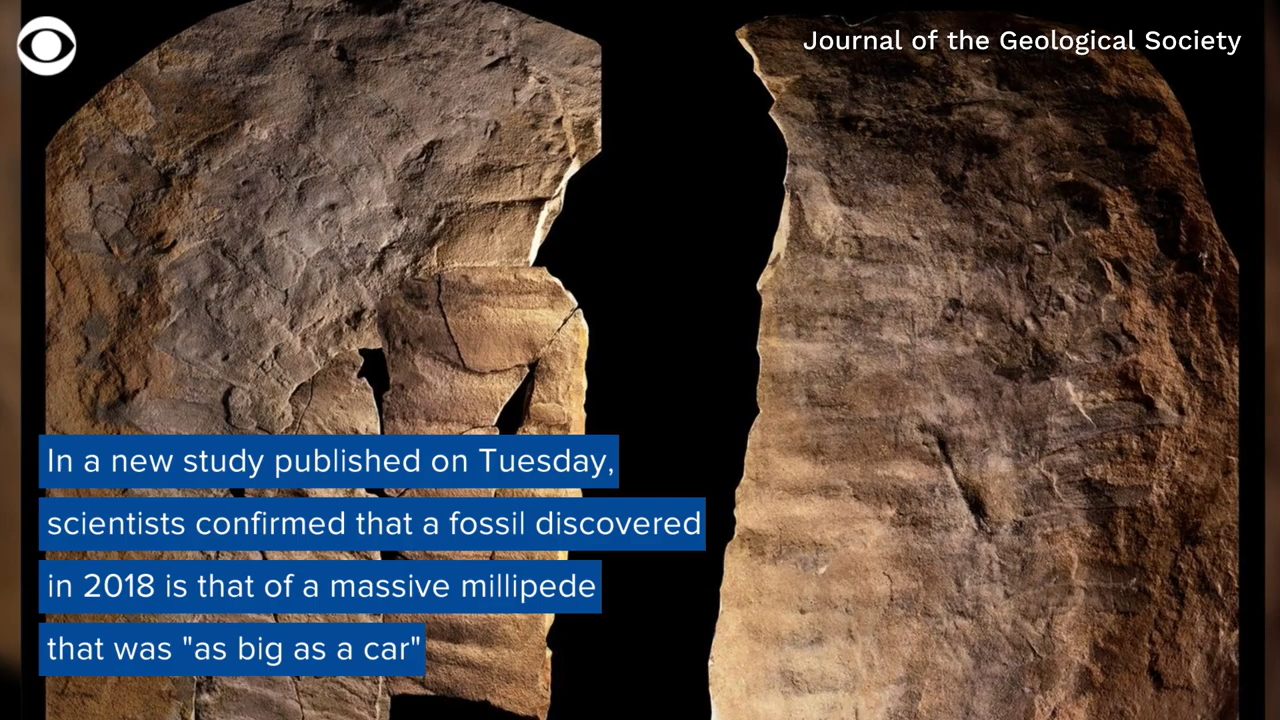 Journal of the Geological Society
In a new study published on Tuesday,
scientists confirmed that a fossil discovered
in 2018 is that of a massive millipede
that was "as big as a car"